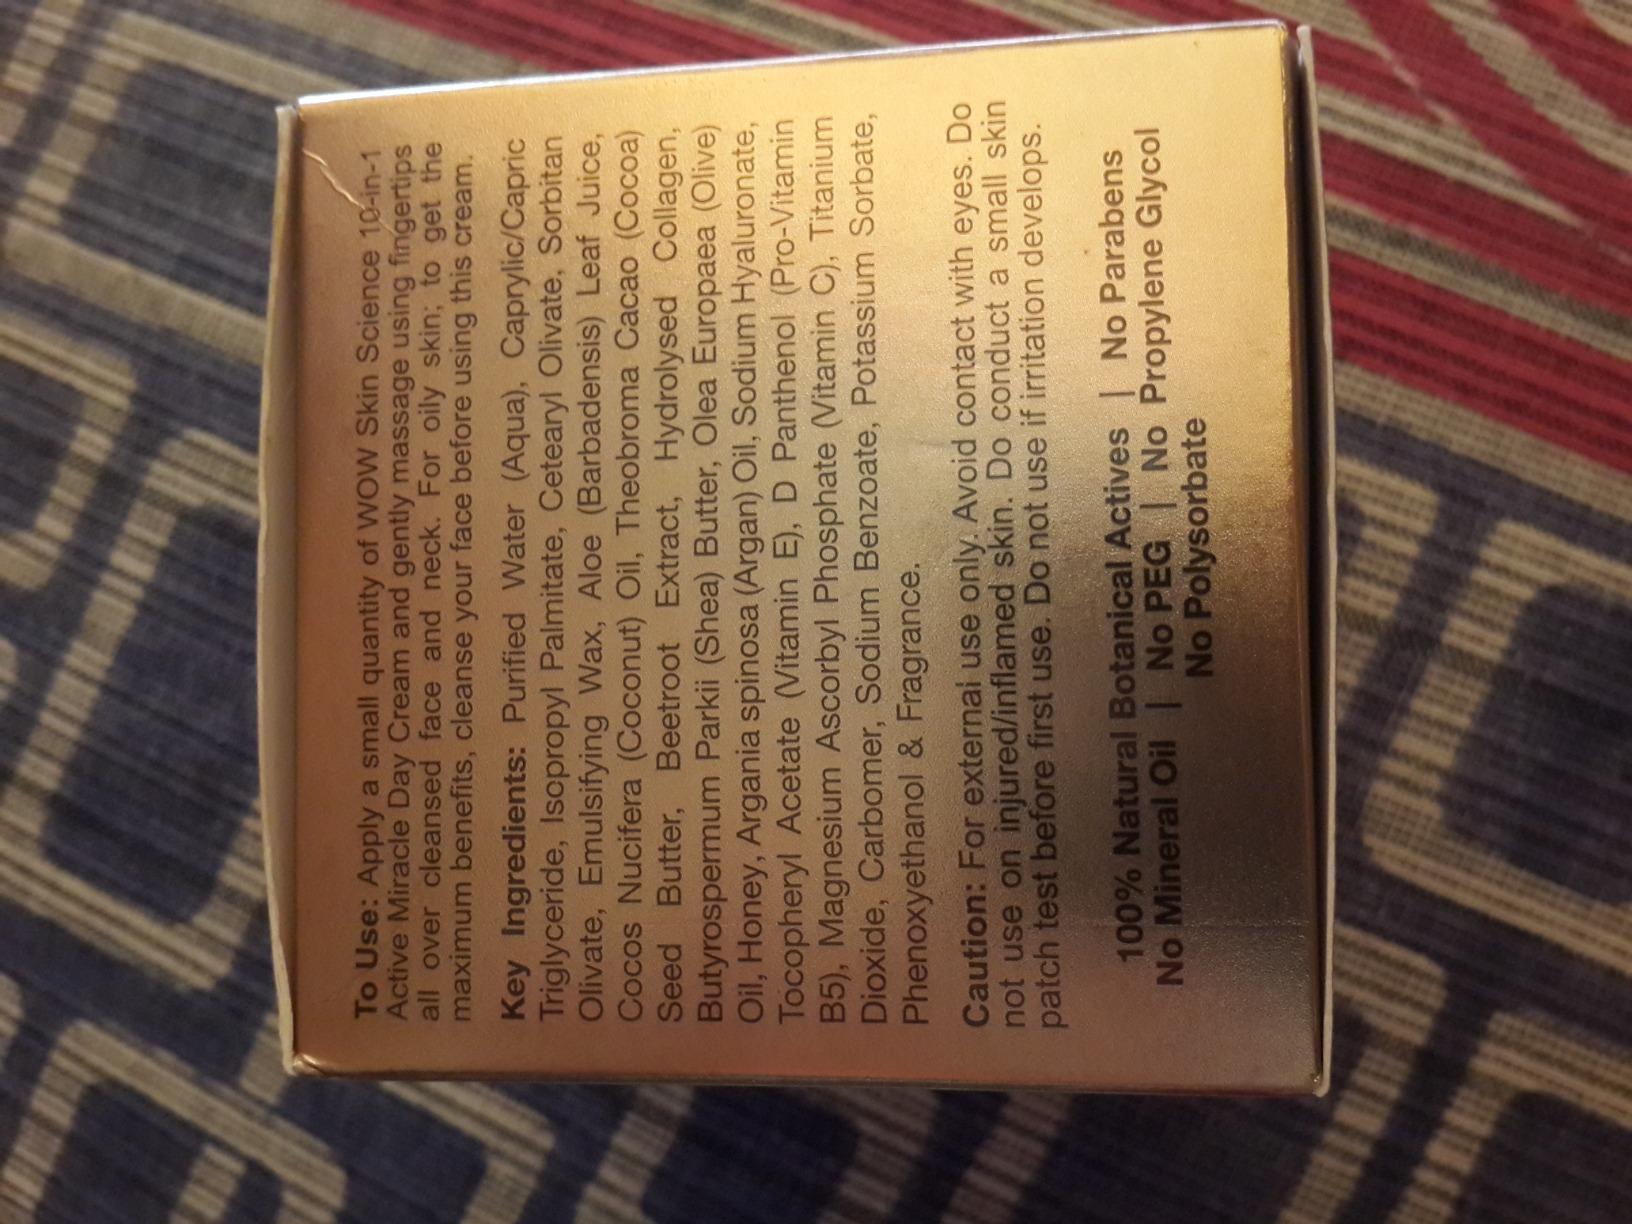 To Use: Apply a small quantity of WOW Skin Science 10-in-1
Active Miracle Day Cream and gently massage using fingertips
all over cleansed face and neck. For oily skin; to get the
maximum benefits, cleanse your face before using this cream.
Key Ingredients: Purified Water (Aqua), Caprylic/Capric
Triglyceride, Isopropyl Palmitate, Cetearyl Olivate, Sorbitan
Olivate, Emulsifying Wax, Aloe (Barbadensis) Leaf Juice,
Cocos Nucifera (Coconut) Oil, Theobroma Cacao (Cocoa)
Seed Butter, Beetroot Extract, Hydrolysed Collagen,
Butyrospermum Parkii (Shea) Butter, Olea Europaea (Olive)
Oil, Honey, Argania spinosa (Argan) Oil, Sodium Hyaluronate,
Tocopheryl Acetate (Vitamin E), D Panthenol (Pro-Vitamin
B5), Magnesium Ascorbyl Phosphate (Vitamin C), Titanium
Dioxide, Carbomer, Sodium Benzoate, Potassium Sorbate,
Phenoxyethanol & Fragrance.
Caution: For external use only. Avoid contact with eyes. Do
not use on injured/inflamed skin. Do conduct a small skin
patch test before first use. Do not use if irritation develops.
100% Natural Botanical Actives | No Parabens
No Mineral Oil | No PEG | No Propylene Glycol
No Polysorbate